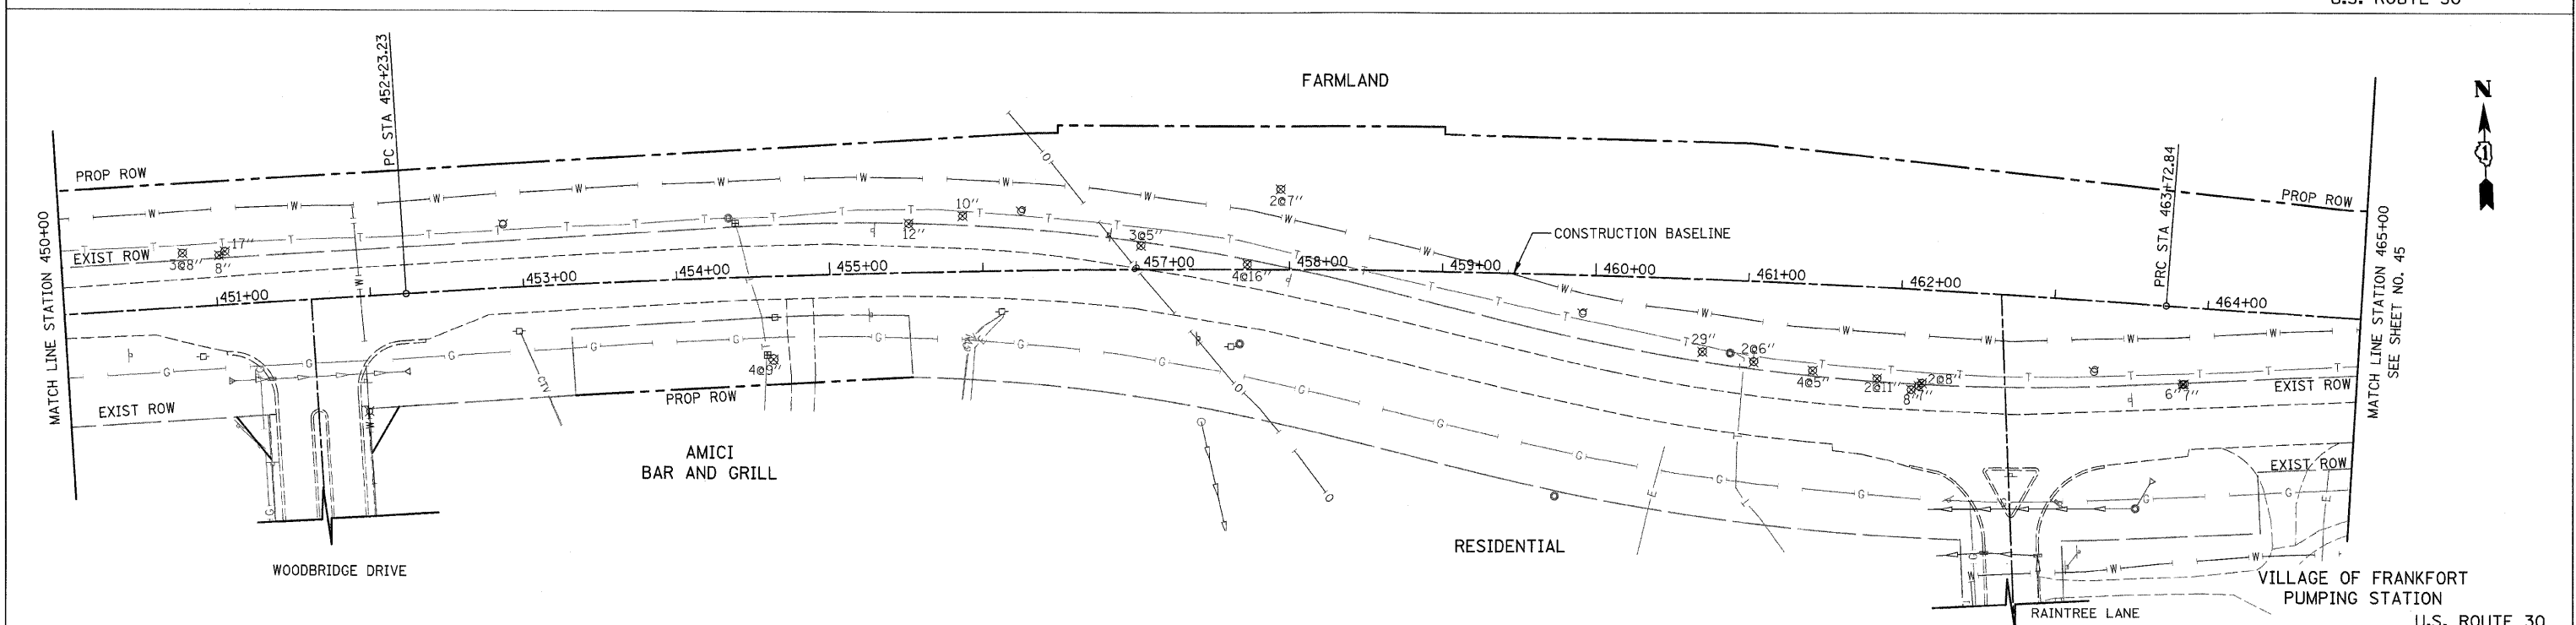 U.S. ROUTE 30
PC STA 452+23.23
FARMLAND
N
1
PROP ROW
PROP ROW
PRC STA 463+72.84
MATCH LINE STATION 450+00
EXIST ROW
3@8"
8"
17"
12"
10"
3@5"
2@7"
4@16"
CONSTRUCTION BASELINE
451+00
453+00
454+00
455+00
457+00
458+00
459+00
460+00
461+00
462+00
464+00
MATCH LINE STATION 465+00
SEE SHEET NO. 45
29"
2@6"
4@5"
2@11"
2@8"
8"
6"
7"
EXIST ROW
4@9"
PROP ROW
CTV
EXIST ROW
AMICI
BAR AND GRILL
EXIST ROW
RESIDENTIAL
WOODBRIDGE DRIVE
VILLAGE OF FRANKFORT
PUMPING STATION
RAINTREE LANE
U.S. ROUTE 30